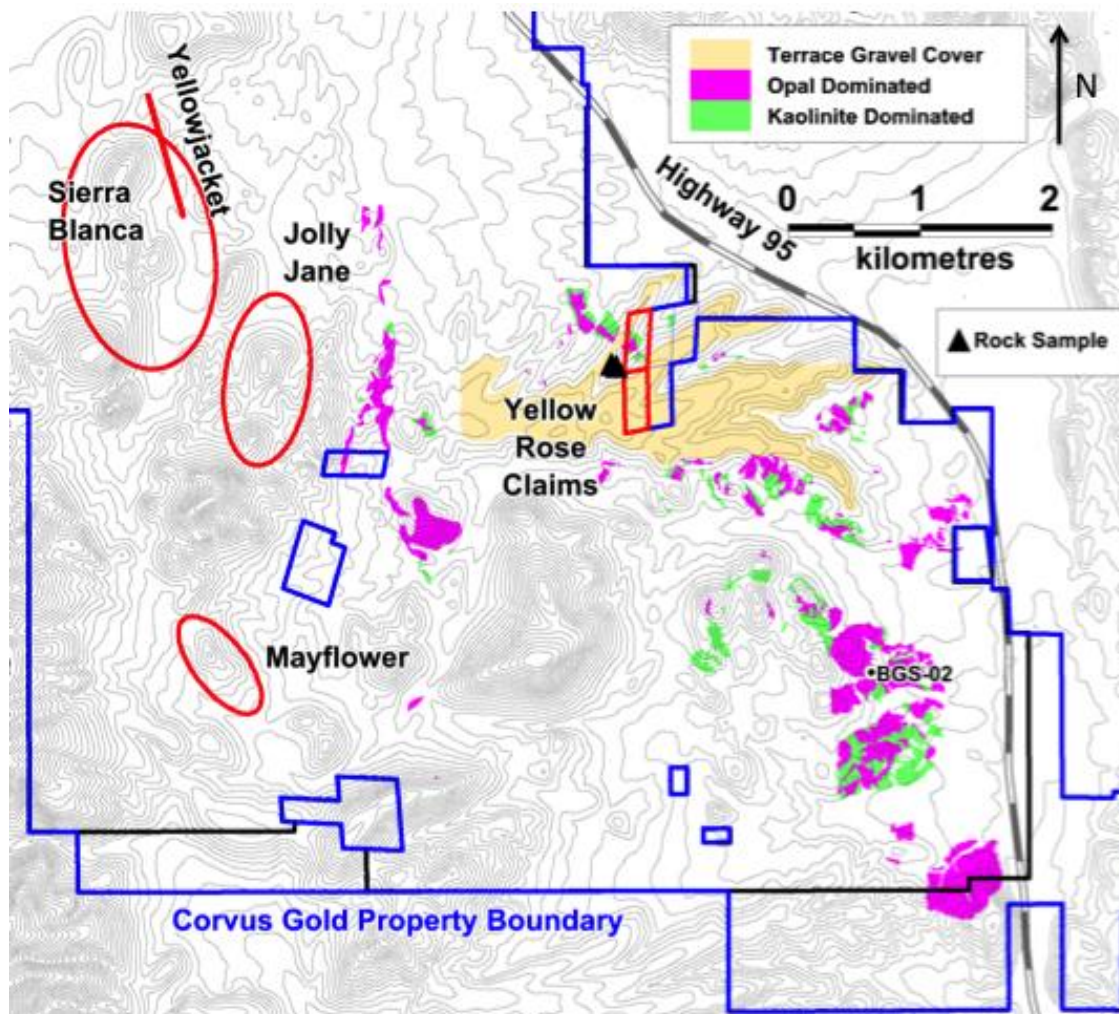 Terrace Gravel Cover
Opal Dominated
Kaolinite Dominated
N
Yellowjacket
Sierra
Blanca
Highway 95
0 1 2
kilometres
Jolly
Jane
Rock Sample
Yellow
Rose
Claims
Mayflower
BGS-02
Corvus Gold Property Boundary